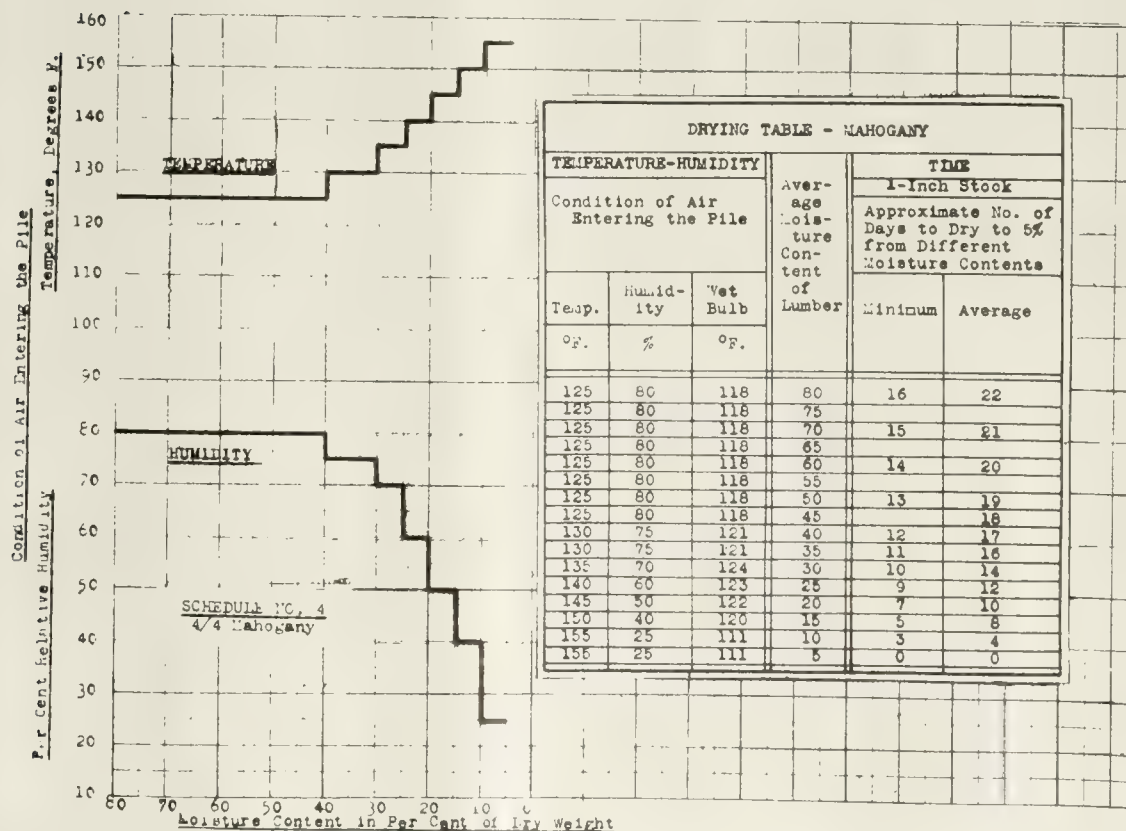 160
150
140
130
120
110
100
90
80
70
60
50
40
30
20
10
Condition of Air Entering the Pile
Temperature, Degrees F.
Per Cent Relative Humidity
TEMPERATURE
HUMIDITY
SCHEDULE NO. 4
4/4 Mahogany
80 70 60 50 40 30 20 10 0
Moisture Content in Per Cent of Dry Weight
DRYING TABLE - MAHOGANY
TEMPERATURE-HUMIDITY
Condition of Air
Entering the Pile
Temp.
Humid-
ity
Wet
Bulb
°F. % °F.
Aver-
age
Mois-
ture
Con-
tent
of
Lumber
TIME
1-Inch Stock
Approximate No. of
Days to Dry to 5%
from Different
Moisture Contents
Minimum Average
125 80 118 80 16 22
125 80 118 75
125 80 118 70 15 21
125 80 118 65
125 80 118 60 14 20
125 80 118 55
125 80 118 50 13 19
125 80 118 45 18
130 75 121 40 12 17
130 75 121 35 11 16
135 70 124 30 10 14
140 60 123 25 9 12
145 50 122 20 7 10
150 40 120 15 5 8
155 25 111 10 3 4
155 25 111 5 0 0